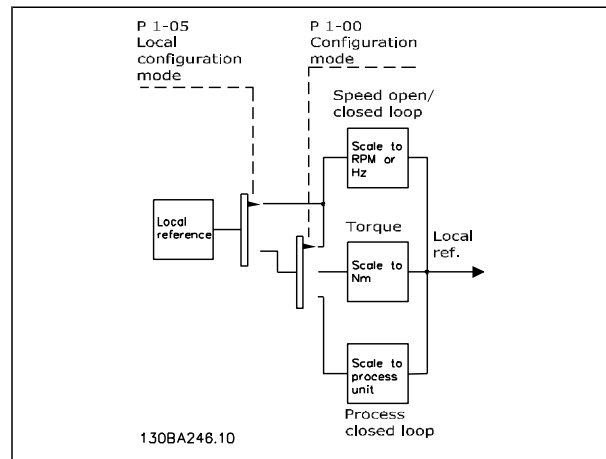 P 1-05
Local
configuration
mode
P 1-00
Configuration
mode
Speed open/
closed loop
Scale to
RPM or
Hz
Local
reference
Torque
Scale to
Nm
Local
ref.
Scale to
process
unit
Process
closed loop
130BA246.10